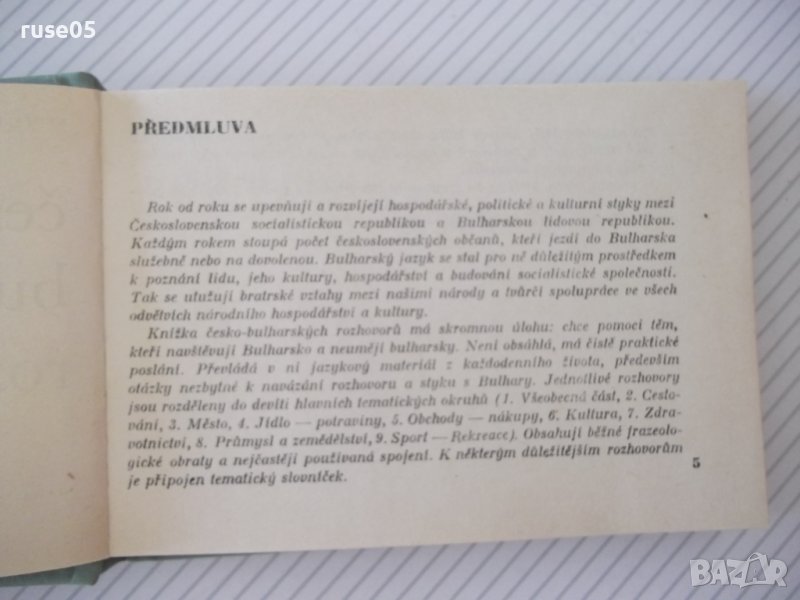 ruse05
PŘEDMLUVA
Rok od roku se upevňují a rozvíjejí hospodářské, politické a kulturní styky mezi
Československou socialistickou republikou a Bulharskou lidovou republikou.
Každým rokem stoupá počet československých občanů, kteří jezdí do Bulharska
služebně nebo na dovolenou. Bulharský jazyk se stal pro ně důležitým prostředkem
k poznání lidu, jeho kultury, hospodářství a budování socialistické společnosti.
Tak se utužují bratrské vztahy mezi našimi národy a tvůrčí spolupráce ve všech
odvětvích národního hospodářství a kultury.
Knížka česko-bulharských rozhovorů má skromnou úlohu: chce pomoci těm,
kteří navštěvují Bulharsko a neumějí bulharsky. Není obsáhlá, má čistě praktické
poslání. Převládá v ní jazykový materiál z každodenního života, především
otázky nezbytné k navázání rozhovoru a styku s Bulhary. Jednotlivé rozhovory
jsou rozděleny do devíti hlavních tematických okruhů (1. Všeobecná část, 2. Cesto-
vání, 3. Město, 4. Jídlo — potraviny, 5. Obchody — nákupy, 6. Kultura, 7. Zdra-
votnictví, 8. Průmysl a zemědělství, 9. Sport — Rekreace). Obsahují běžné frazeolo-
gické obraty a nejčastěji používaná spojení. K některým důležitějším rozhovorům
je připojen tematický slovníček.
5
BAZAR
bg